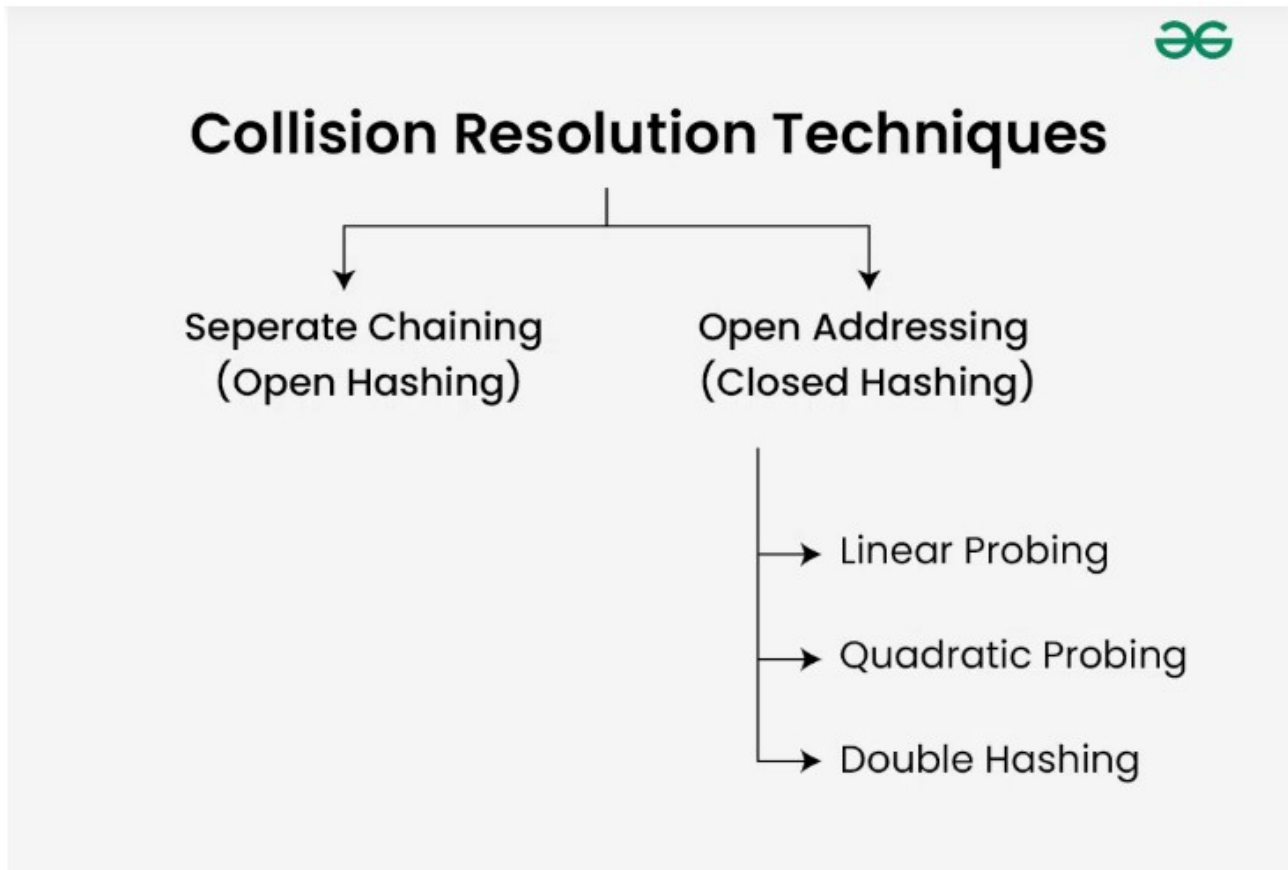 Collision Resolution Techniques
Seperate Chaining
(Open Hashing)
Open Addressing
(Closed Hashing)
Linear Probing
Quadratic Probing
Double Hashing